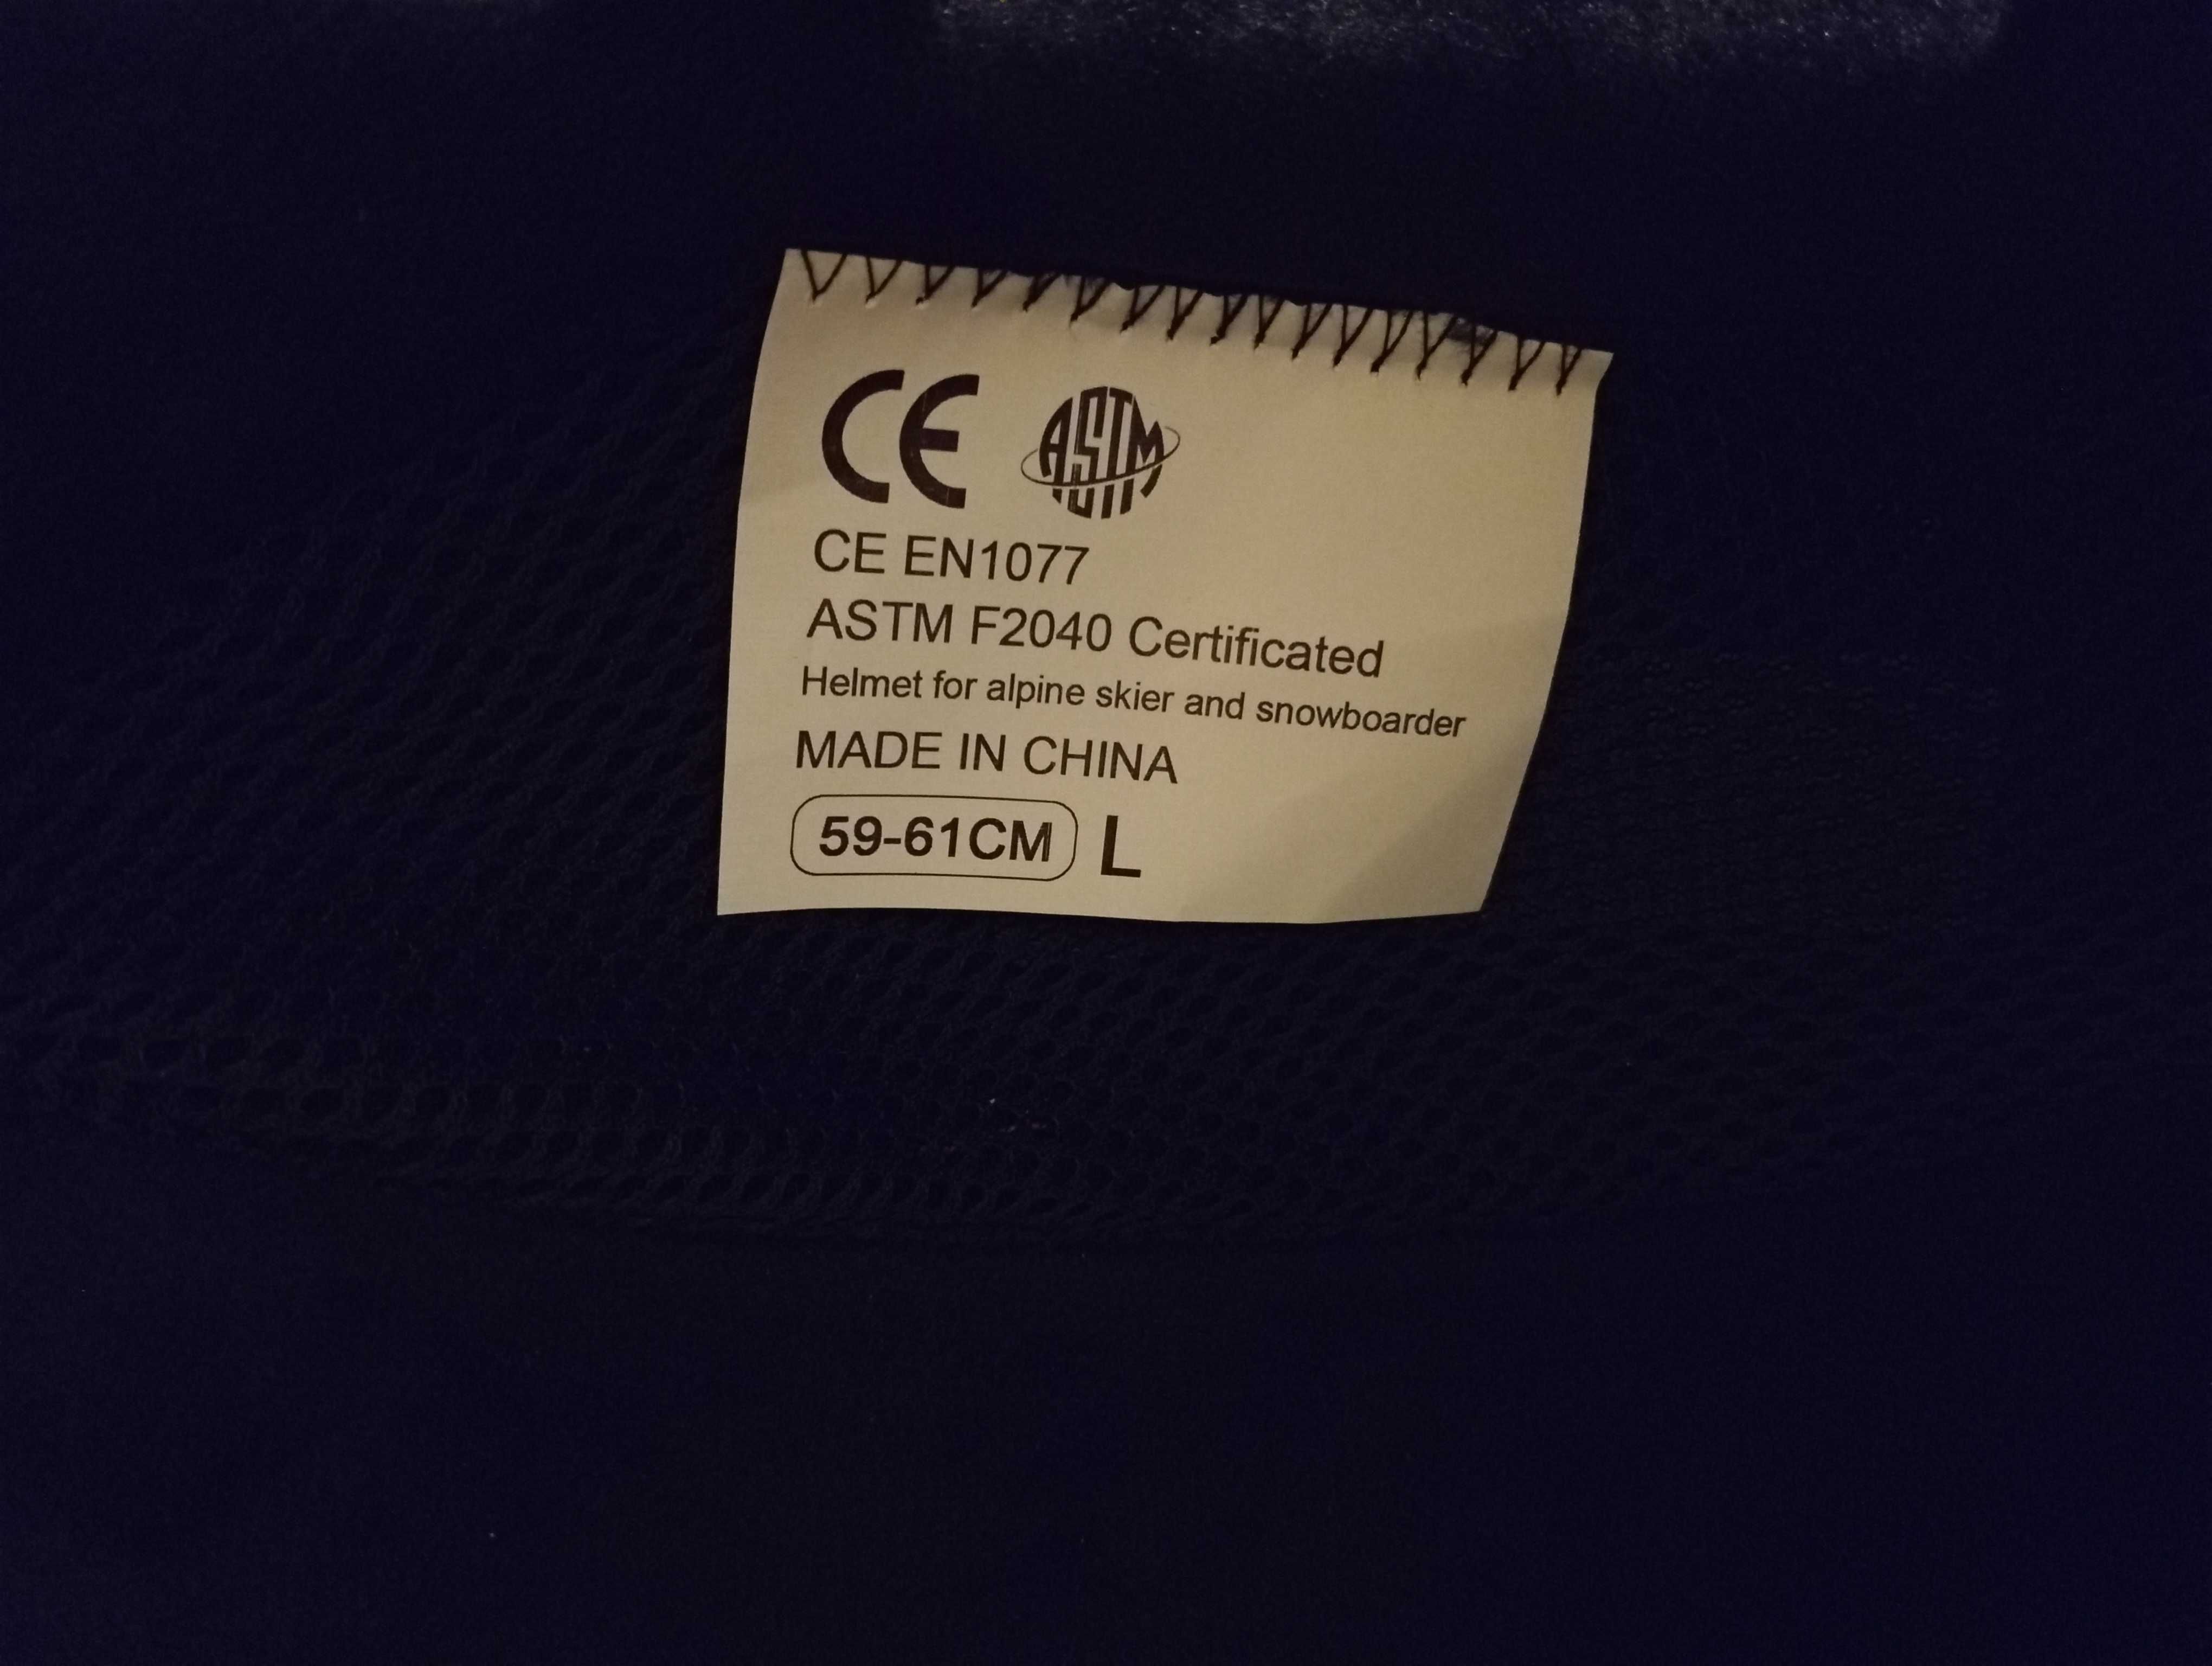 CE ASTM
CE EN1077
ASTM F2040 Certificated
Helmet for alpine skier and snowboarder
MADE IN CHINA
59-61CM L